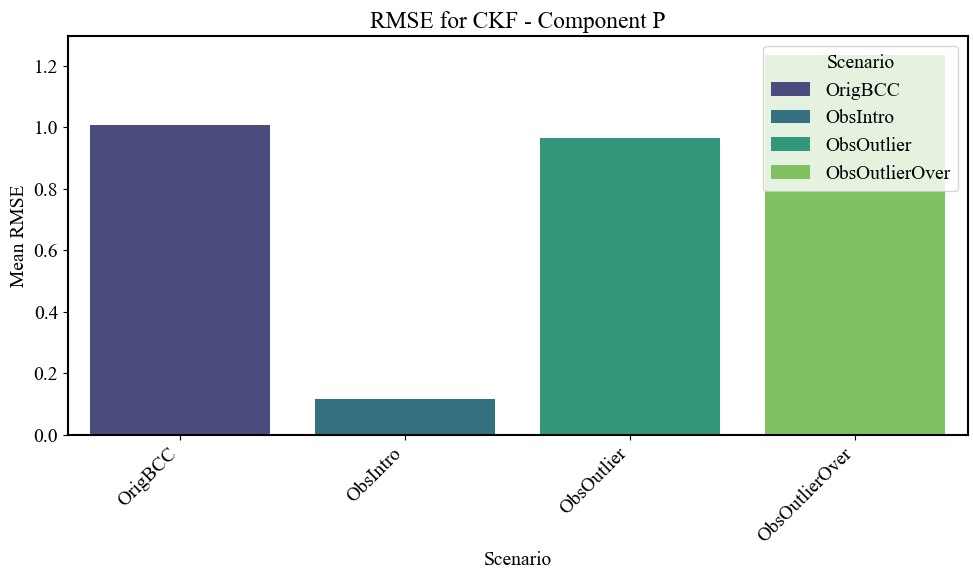 RMSE for CKF - Component P
Mean RMSE
1.2
1.0
0.8
0.6
0.4
0.2
0.0
Scenario
OrigBCC
ObsIntro
ObsOutlier
ObsOutlierOver
OrigBCC
ObsIntro
ObsOutlier
ObsOutlierOver
Scenario